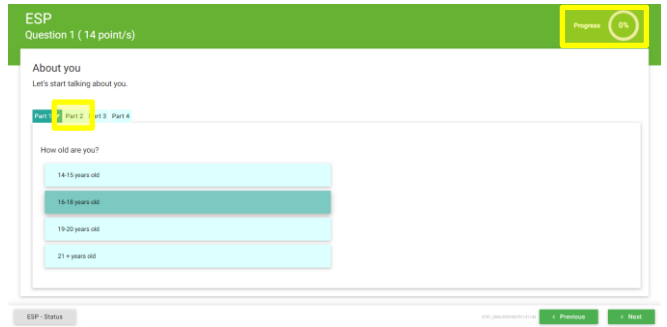 ESP
Question 1 ( 14 point/s)
Progress 0%
About you
Let's start talking about you.
Part 1 Part 2 Part 3 Part 4
How old are you?
14-15 years old
16-18 years old
19-20 years old
21 + years old
ESP - Status
< Previous
> Next